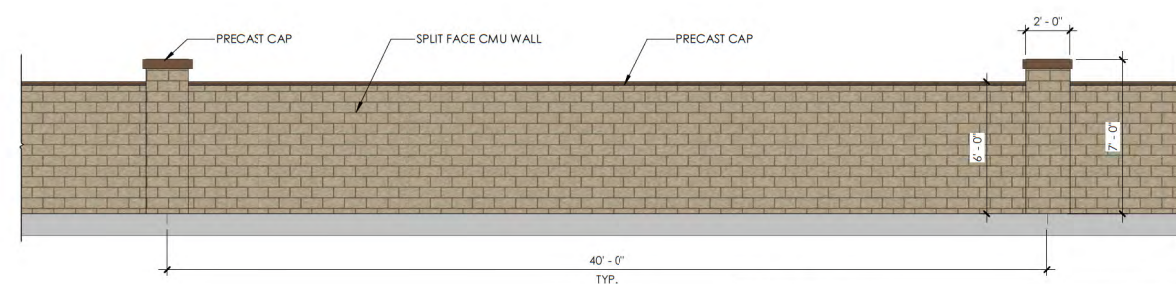 2' - 0"
PRECAST CAP
SPLIT FACE CMU WALL
PRECAST CAP
6' - 0"
7' - 0"
40' - 0"
TYP.